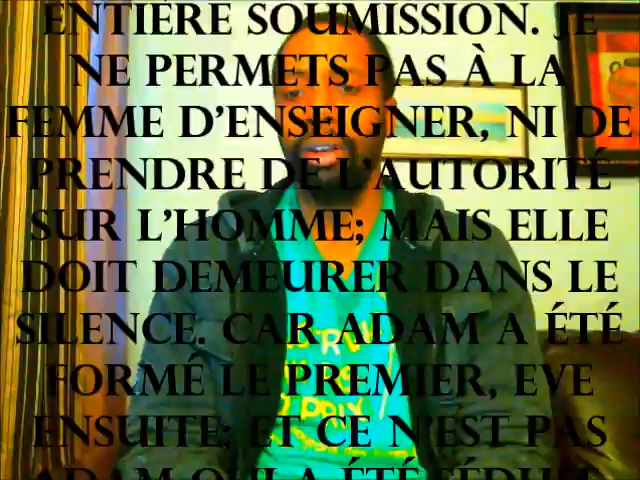 ENTIÈRE SOUMISSION. JE
NE PERMETS PAS À LA
FEMME D'ENSEIGNER, NI DE
PRENDRE DE L'AUTORITÉ
SUR L'HOMME; MAIS ELLE
DOIT DEMEURER DANS LE
SILENCE. CAR ADAM A ÉTÉ
FORMÉ LE PREMIER, EVE
ENSUITE; ET CE N'EST PAS
ADAM QUI A ÉTÉ SÉDUIT